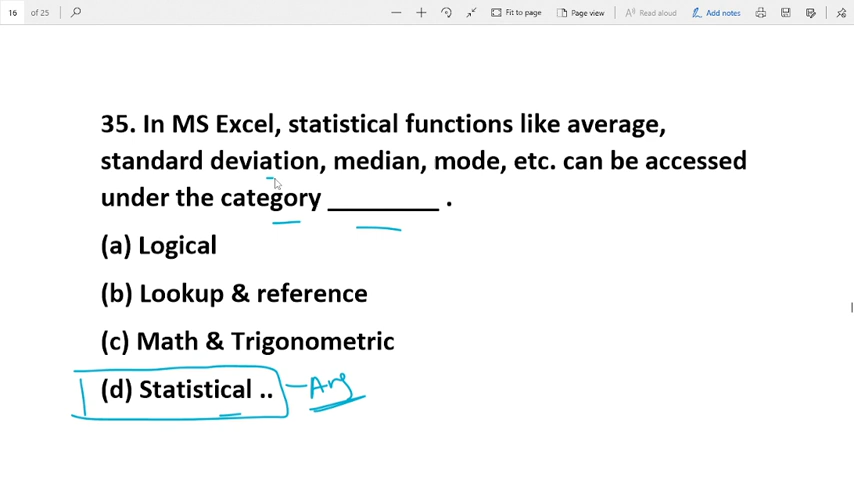 16 of 25 Fit to page Page view Read aloud Add notes
35. In MS Excel, statistical functions like average,
standard deviation, median, mode, etc. can be accessed
under the category ________ .
(a) Logical
(b) Lookup & reference
(c) Math & Trigonometric
(d) Statistical .. – Ans